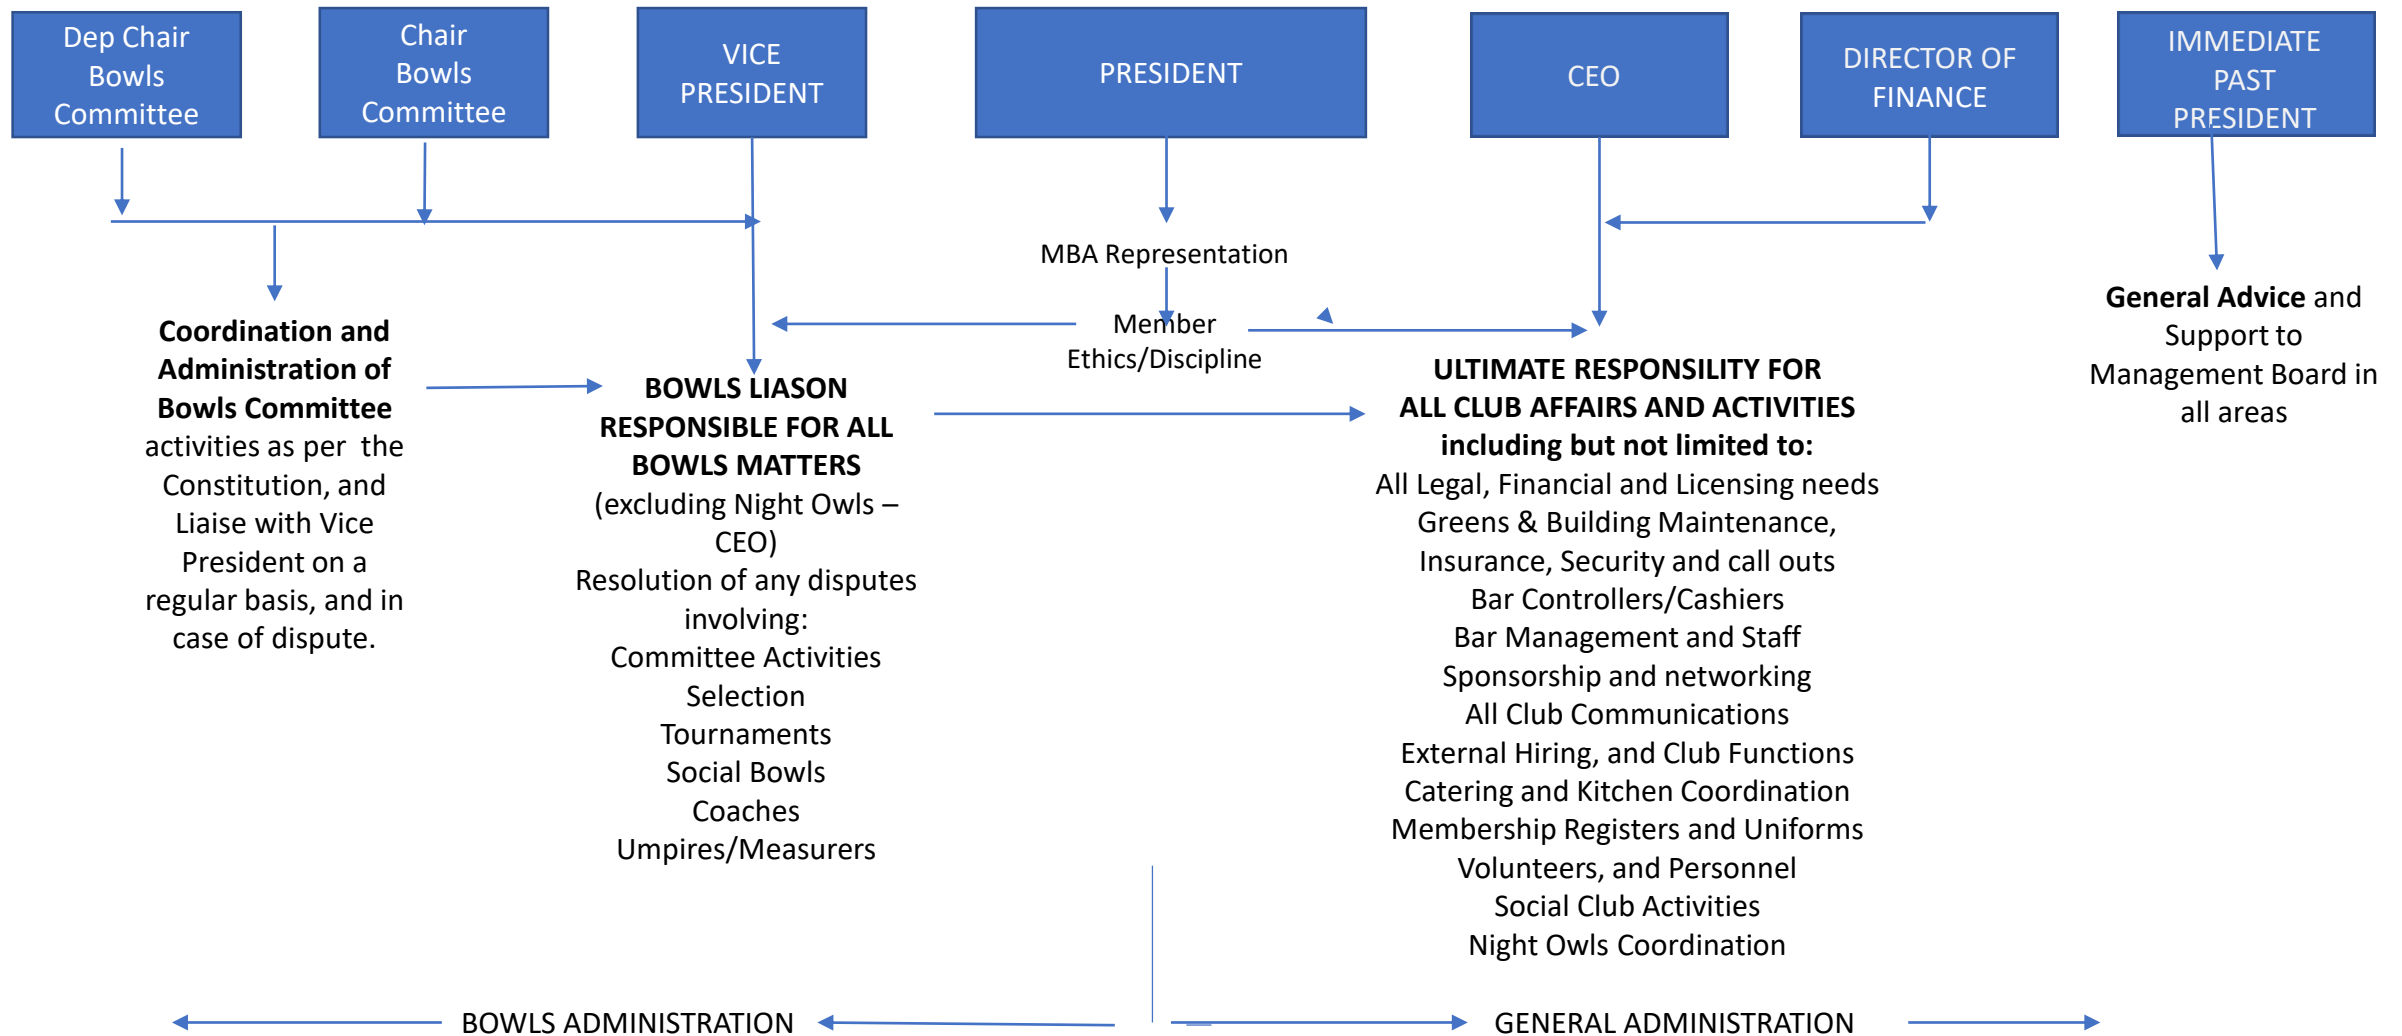 Dep Chair
Bowls
Committee
Chair
Bowls
Committee
VICE
PRESIDENT
PRESIDENT
CEO
DIRECTOR OF
FINANCE
IMMEDIATE
PAST
PRESIDENT
MBA Representation
Member
Ethics/Discipline
Coordination and
Administration of
Bowls Committee
activities as per the
Constitution, and
Liaise with Vice
President on a
regular basis, and in
case of dispute.
BOWLS LIASON
RESPONSIBLE FOR ALL
BOWLS MATTERS
(excluding Night Owls –
CEO)
Resolution of any disputes
involving:
Committee Activities
Selection
Tournaments
Social Bowls
Coaches
Umpires/Measurers
ULTIMATE RESPONSILITY FOR
ALL CLUB AFFAIRS AND ACTIVITIES
including but not limited to:
All Legal, Financial and Licensing needs
Greens & Building Maintenance,
Insurance, Security and call outs
Bar Controllers/Cashiers
Bar Management and Staff
Sponsorship and networking
All Club Communications
External Hiring, and Club Functions
Catering and Kitchen Coordination
Membership Registers and Uniforms
Volunteers, and Personnel
Social Club Activities
Night Owls Coordination
General Advice and
Support to
Management Board in
all areas
BOWLS ADMINISTRATION
GENERAL ADMINISTRATION